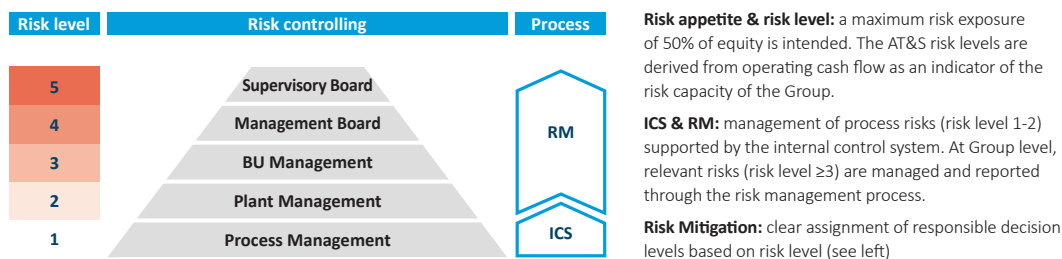 Risk level Risk controlling Process
5 Supervisory Board
4 Management Board
RM
3 BU Management
2 Plant Management
1 Process Management ICS
Risk appetite & risk level: a maximum risk exposure
of 50% of equity is intended. The AT&S risk levels are
derived from operating cash flow as an indicator of the
risk capacity of the Group.
ICS & RM: management of process risks (risk level 1-2)
supported by the internal control system. At Group level,
relevant risks (risk level ≥3) are managed and reported
through the risk management process.
Risk Mitigation: clear assignment of responsible decision
levels based on risk level (see left)